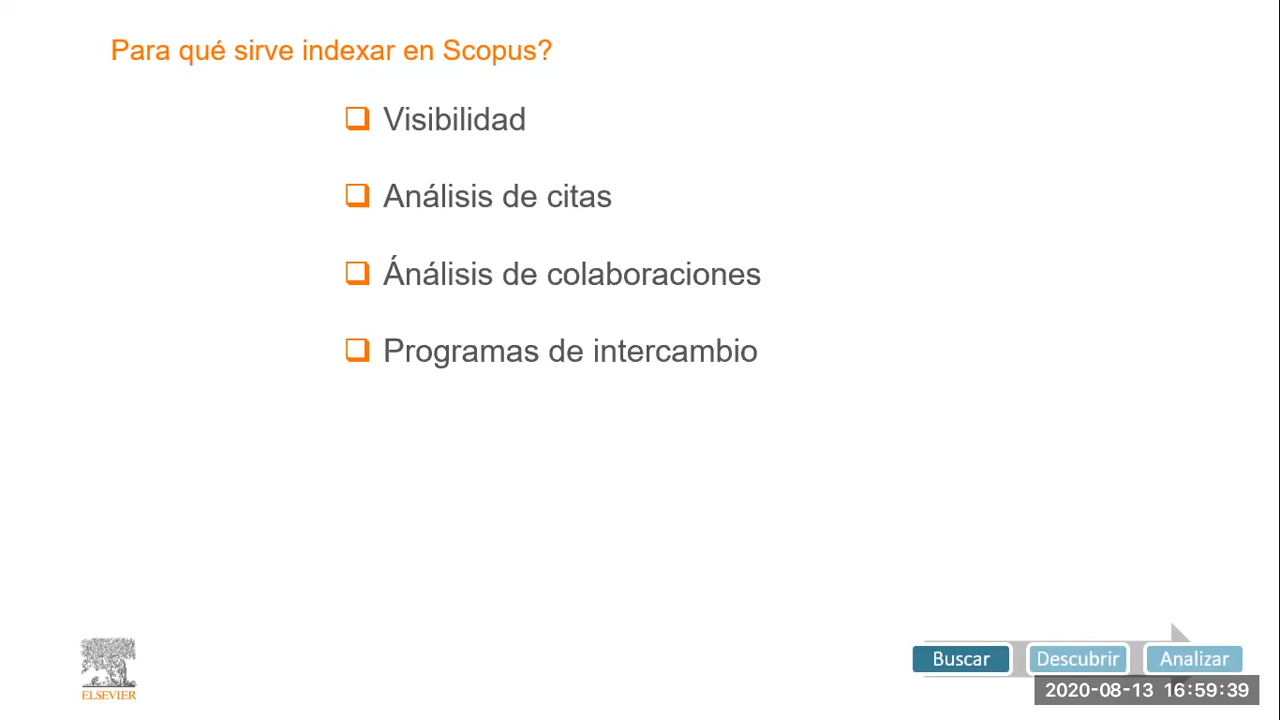 Para qué sirve indexar en Scopus?
Visibilidad
Análisis de citas
Ánálisis de colaboraciones
Programas de intercambio
ELSEVIER
Buscar
Descubrir
Analizar
2020-08-13 16:59:39